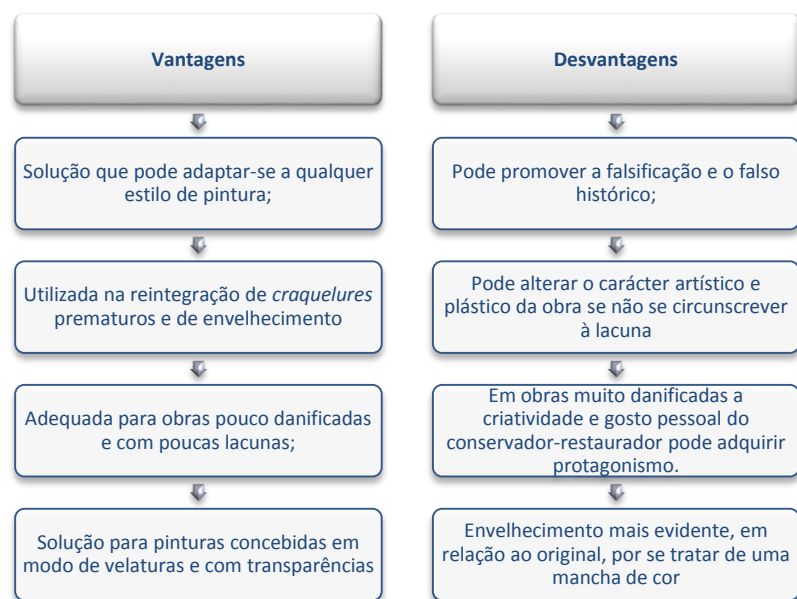 Vantagens
Solução que pode adaptar-se a qualquer
estilo de pintura;
Utilizada na reintegração de craquelures
prematuros e de envelhecimento
Adequada para obras pouco danificadas
e com poucas lacunas;
Solução para pinturas concebidas em
modo de velaturas e com transparências
Desvantagens
Pode promover a falsificação e o falso
histórico;
Pode alterar o carácter artístico e
plástico da obra se não se circunscrever
à lacuna
Em obras muito danificadas a
criatividade e gosto pessoal do
conservador-restaurador pode adquirir
protagonismo.
Envelhecimento mais evidente, em
relação ao original, por se tratar de uma
mancha de cor